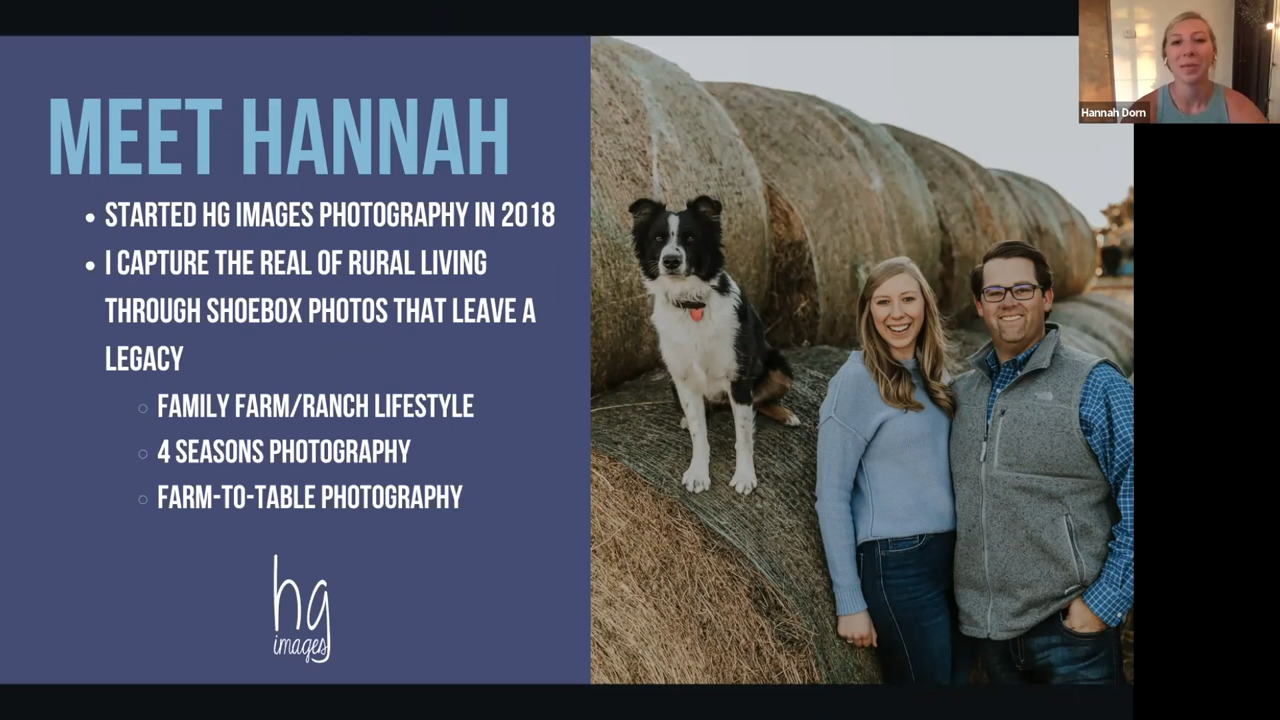 MEET HANNAH
• STARTED HG IMAGES PHOTOGRAPHY IN 2018
• I CAPTURE THE REAL OF RURAL LIVING
THROUGH SHOEBOX PHOTOS THAT LEAVE A
LEGACY
○ FAMILY FARM/RANCH LIFESTYLE
○ 4 SEASONS PHOTOGRAPHY
○ FARM-TO-TABLE PHOTOGRAPHY
hg
images
Hannah Dorn